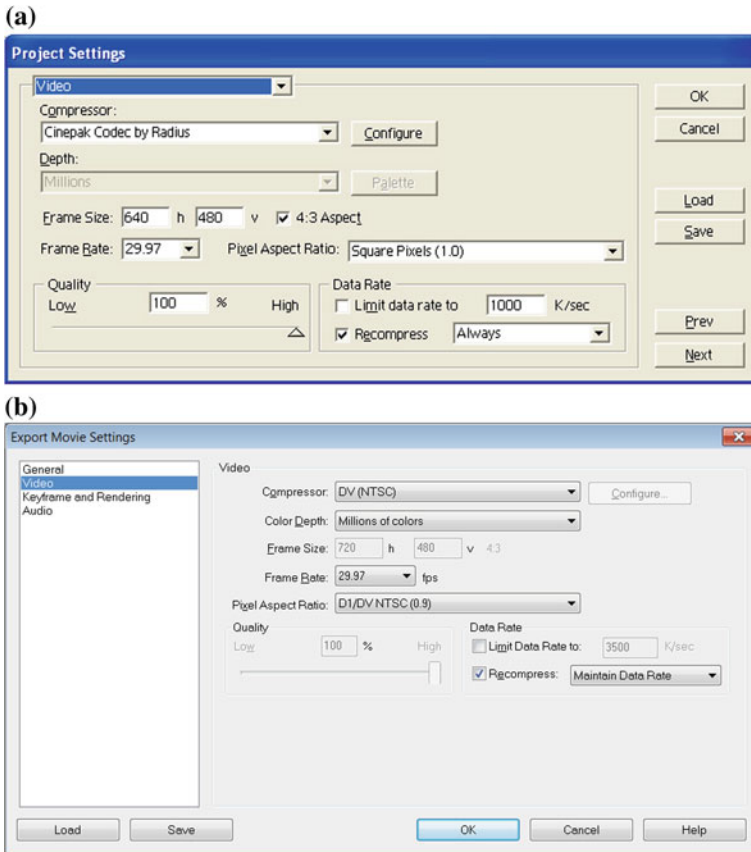 (a)
Project Settings
Video
OK
Compressor:
Cinepak Codec by Radius
Configure
Cancel
Depth:
Millions
Palette
Load
Frame Size: 640 h 480 v 4:3 Aspect
Save
Frame Rate: 29.97 Pixel Aspect Ratio: Square Pixels (1.0)
Quality
Data Rate
Low 100 % High
Limit data rate to 1000 K/sec
Recompress Always
Prev
Next
(b)
Export Movie Settings
General
Video
Keyframe and Rendering
Audio
Video
Compressor: DV (NTSC) Configure...
Color Depth: Millions of colors
Frame Size: 720 h 480 v 4:3
Frame Rate: 29.97 fps
Pixel Aspect Ratio: D1/DV NTSC (0.9)
Quality
Low 100 % High
Data Rate
Limit Data Rate to: 3500 K/sec
Recompress: Maintain Data Rate
Load Save OK Cancel Help